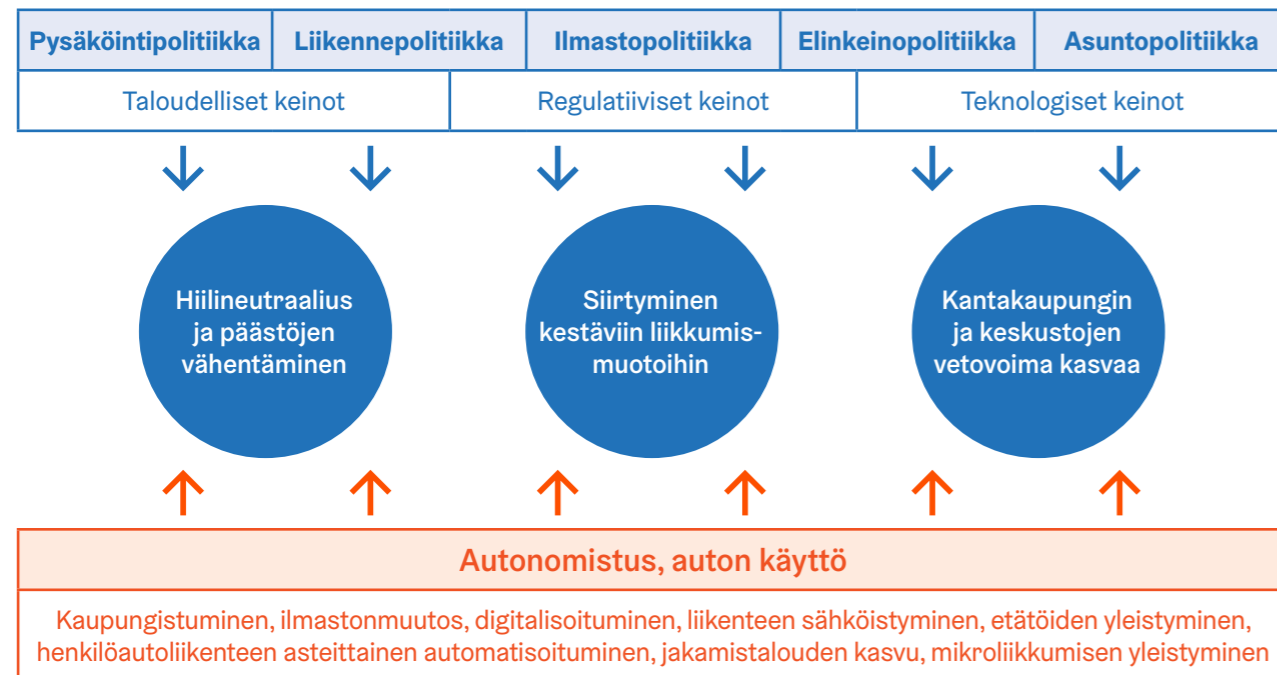 Pysäköintipolitiikka Liikennepolitiikka Ilmastopolitiikka Elinkeinopolitiikka Asuntopolitiikka
Taloudelliset keinot Regulatiiviset keinot Teknologiset keinot
Hiilineutraalius
ja päästöjen
vähentäminen
Siirtyminen
kestäviin liikkumis-
muotoihin
Kantakaupungin
ja keskustojen
vetovoima kasvaa
Autonomistus, auton käyttö
Kaupungistuminen, ilmastonmuutos, digitalisoituminen, liikenteen sähköistyminen, etätöiden yleistyminen,
henkilöautoliikenteen asteittainen automatisoituminen, jakamistalouden kasvu, mikroliikkumisen yleistyminen